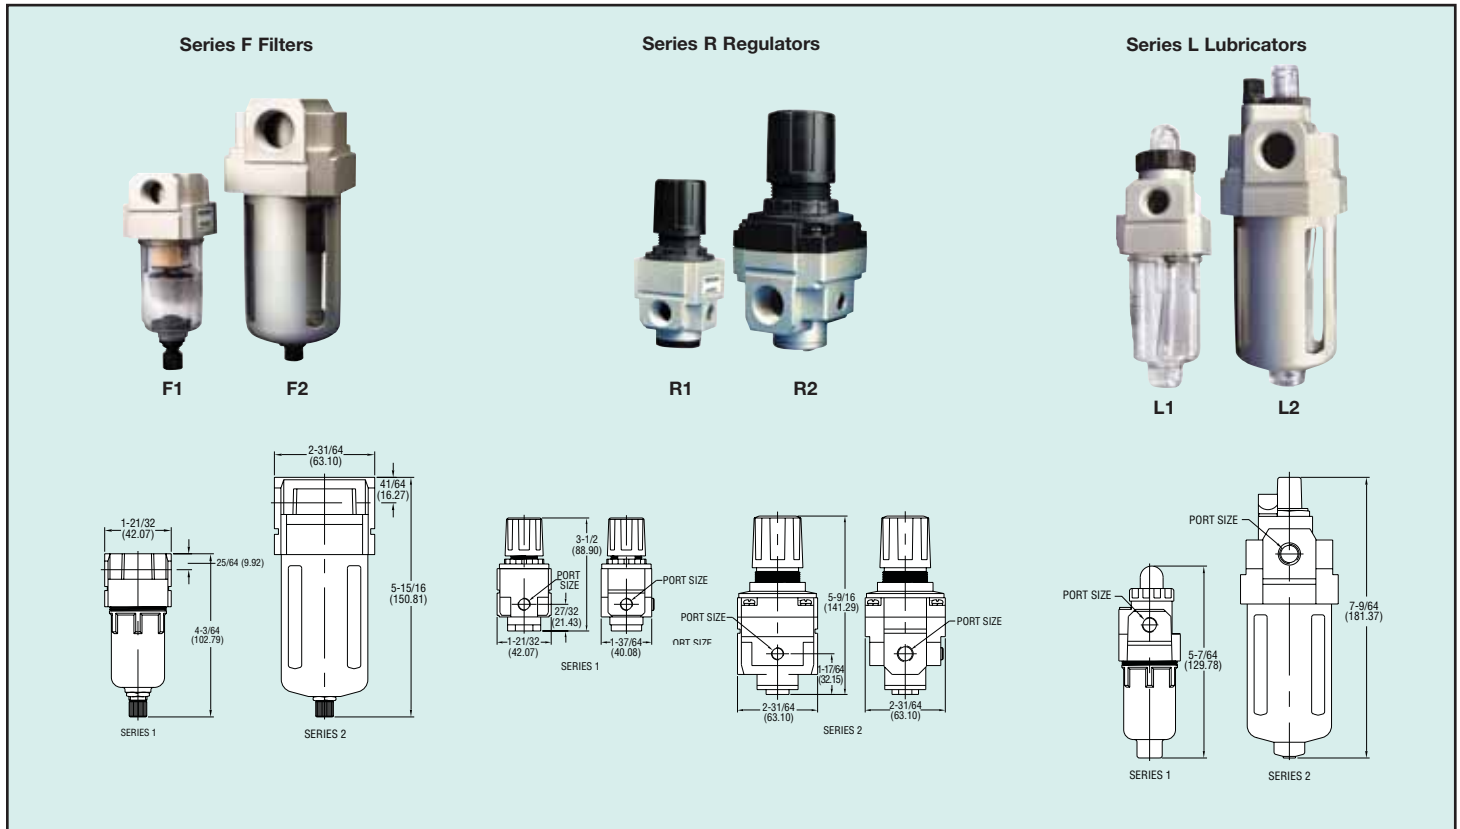 Series F Filters
Series R Regulators
Series L Lubricators
F1
F2
R1
R2
L1
L2
2-31/64
(63.10)
41/64
(16.27)
1-21/32
(42.07)
25/64 (9.92)
5-15/16
(150.81)
4-3/64
(102.79)
SERIES 1
SERIES 2
3-1/2
(88.90)
PORT
SIZE
27/32
(21.43)
1-21/32
(42.07)
PORT SIZE
1-37/64
(40.08)
SERIES 1
ORT SIZE
PORT SIZE
5-9/16
(141.29)
1-17/64
(32.15)
2-31/64
(63.10)
PORT SIZE
2-31/64
(63.10)
SERIES 2
PORT SIZE
5-7/64
(129.78)
SERIES 1
PORT SIZE
7-9/64
(181.37)
SERIES 2